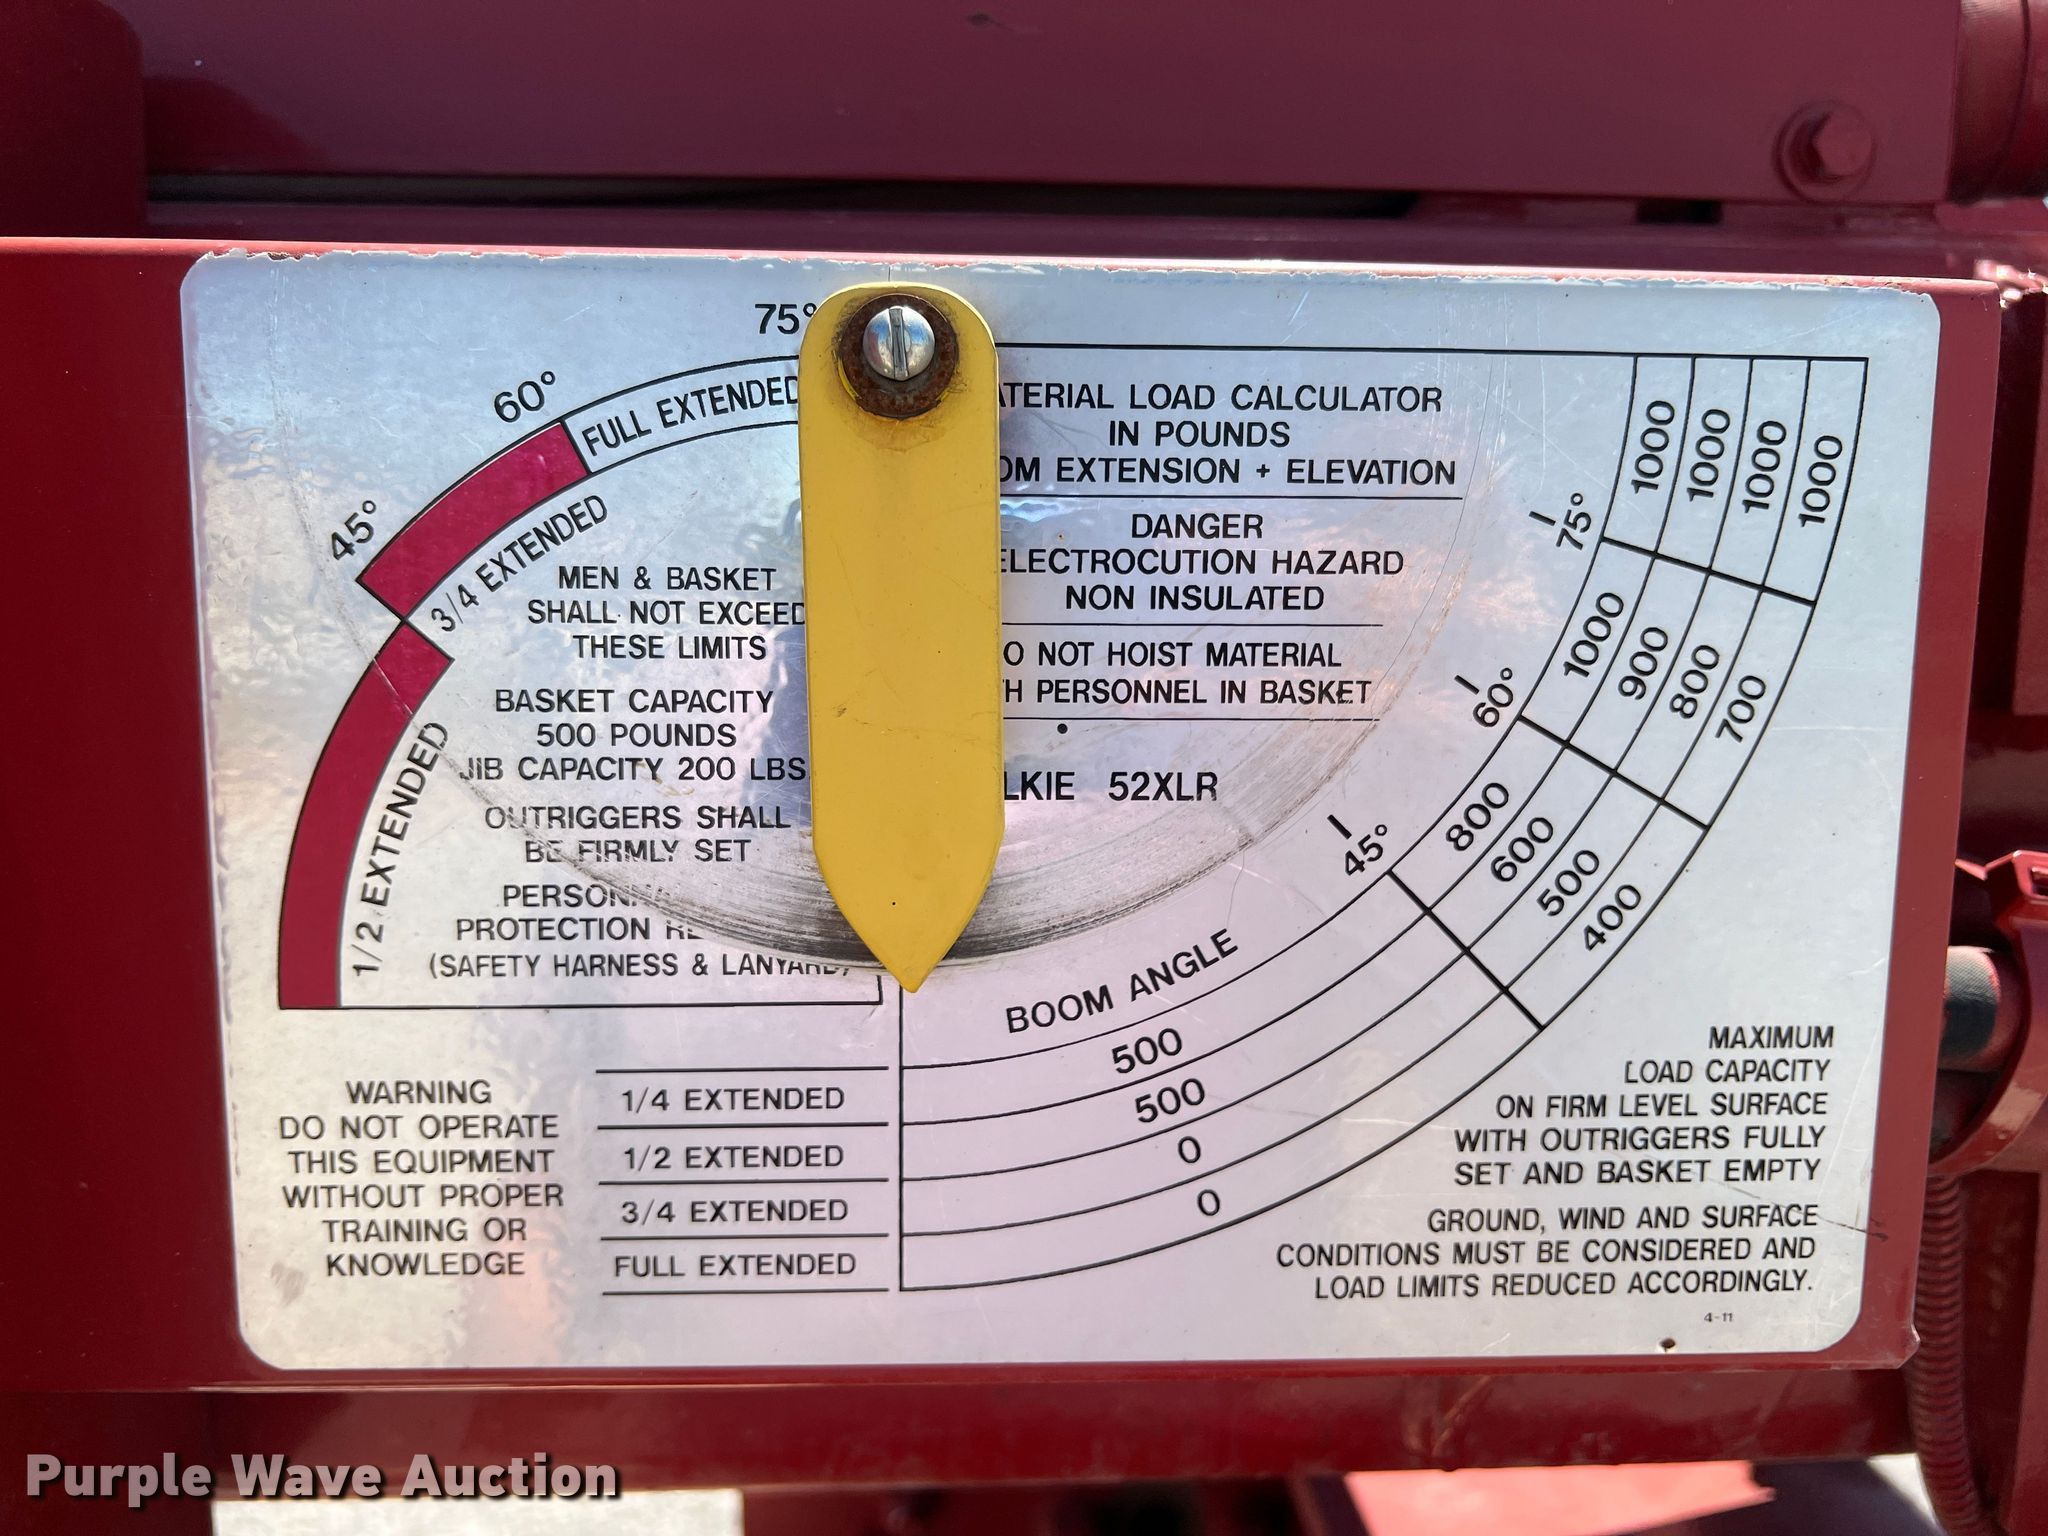 75°
60°
45°
FULL EXTENDED
3/4 EXTENDED
1/2 EXTENDED
MEN & BASKET
SHALL NOT EXCEED
THESE LIMITS
BASKET CAPACITY
500 POUNDS
JIB CAPACITY 200 LBS.
OUTRIGGERS SHALL
BE FIRMLY SET
PROTECTION
(SAFETY HARNESS & LANYARD)
LOAD CALCULATOR
IN POUNDS
EXTENSION + ELEVATION
DANGER
ELECTROCUTION HAZARD
NON INSULATED
NOT HOIST MATERIAL
PERSONNEL IN BASKET
52XLR
75°
60°
45°
BOOM ANGLE
1000 1000 1000 1000
1000 900 800 700
800 600 500 400
500
500
0
0
1/4 EXTENDED
1/2 EXTENDED
3/4 EXTENDED
FULL EXTENDED
WARNING
DO NOT OPERATE
THIS EQUIPMENT
WITHOUT PROPER
TRAINING OR
KNOWLEDGE
MAXIMUM
LOAD CAPACITY
ON FIRM LEVEL SURFACE
WITH OUTRIGGERS FULLY
SET AND BASKET EMPTY
GROUND, WIND AND SURFACE
CONDITIONS MUST BE CONSIDERED AND
LOAD LIMITS REDUCED ACCORDINGLY.
4-11
Purple Wave Auction